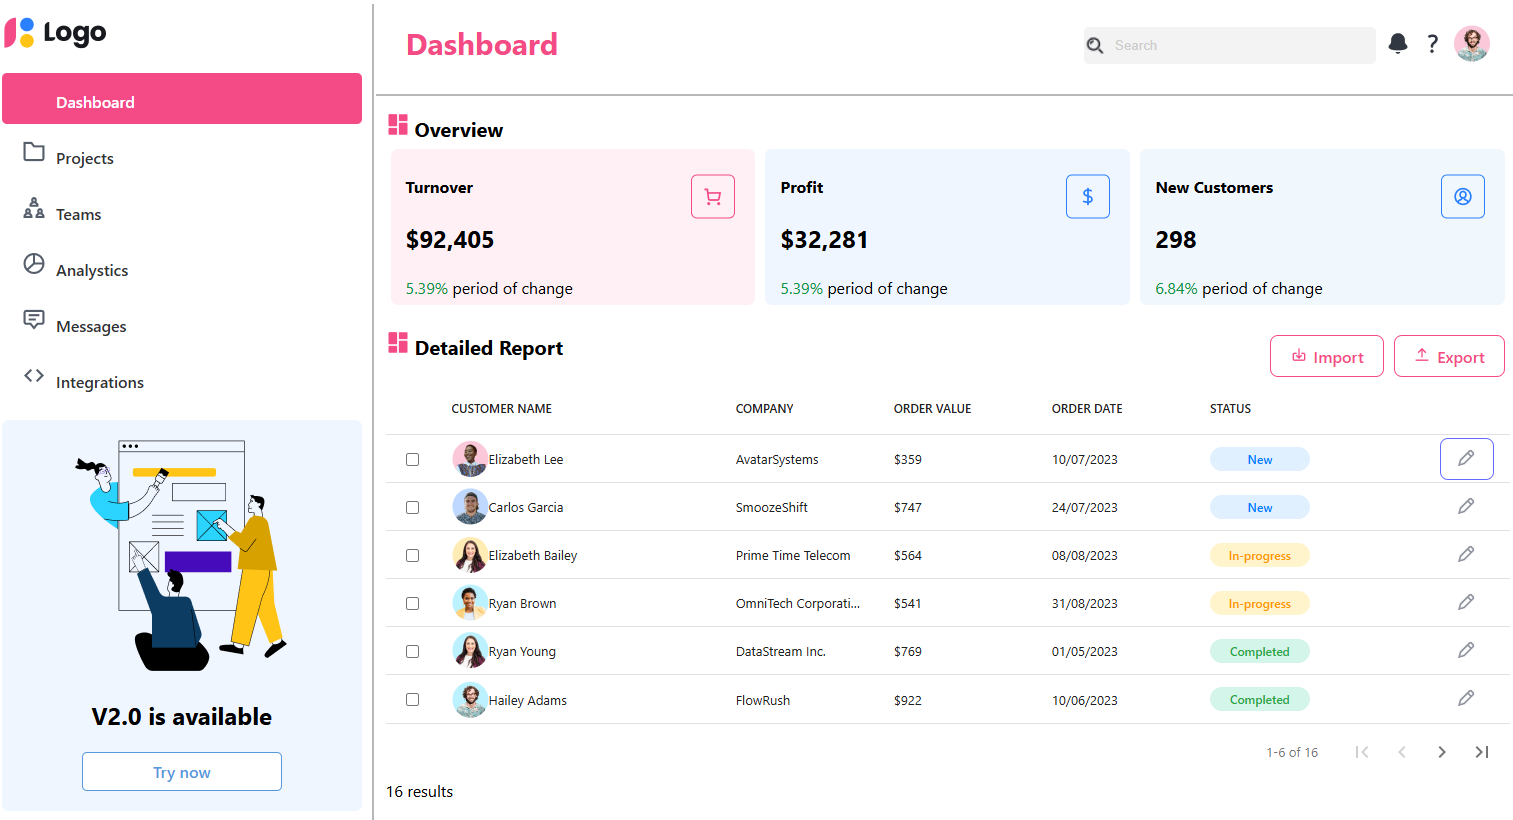 Logo
Dashboard
Projects
Teams
Analystics
Messages
Integrations
V2.0 is available
Try now
Dashboard
Search
?
Overview
Turnover
$92,405
5.39% period of change
Profit
$
$32,281
5.39% period of change
New Customers
298
6.84% period of change
Detailed Report
Import
Export
CUSTOMER NAME COMPANY ORDER VALUE ORDER DATE STATUS
Elizabeth Lee AvatarSystems $359 10/07/2023 New
Carlos Garcia SmoozeShift $747 24/07/2023 New
Elizabeth Bailey Prime Time Telecom $564 08/08/2023 In-progress
Ryan Brown OmniTech Corporati... $541 31/08/2023 In-progress
Ryan Young DataStream Inc. $769 01/05/2023 Completed
Hailey Adams FlowRush $922 10/06/2023 Completed
1-6 of 16
16 results